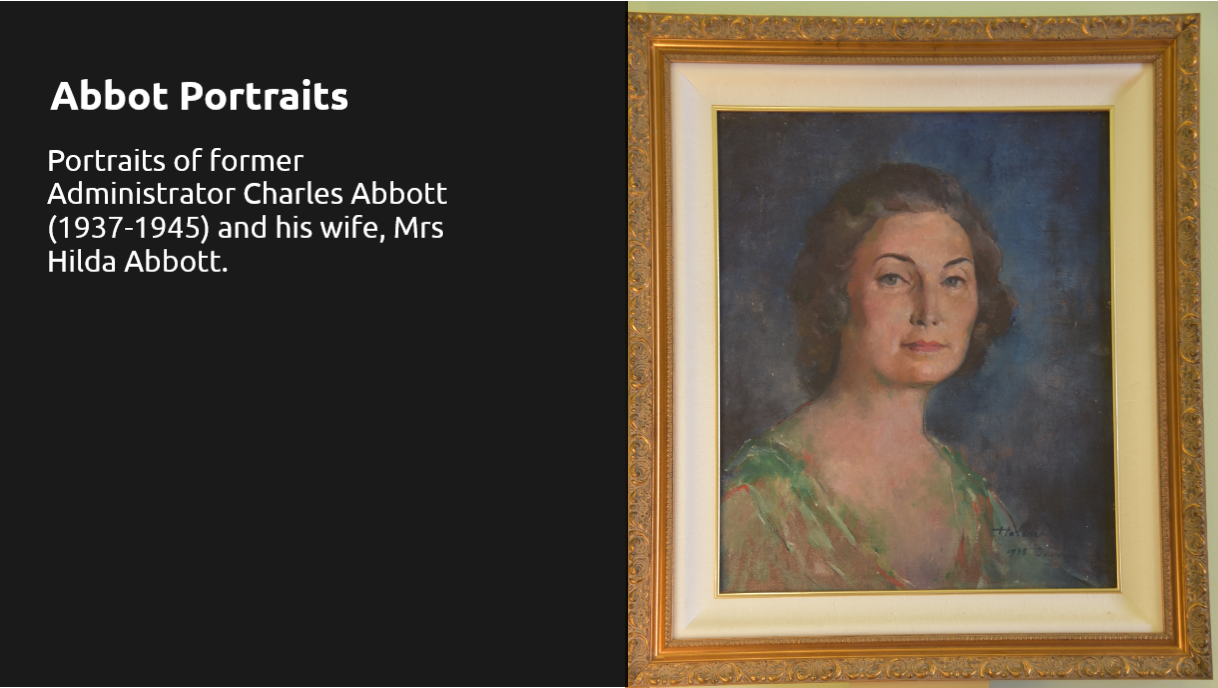 Abbot Portraits
Portraits of former
Administrator Charles Abbott
(1937-1945) and his wife, Mrs
Hilda Abbott.